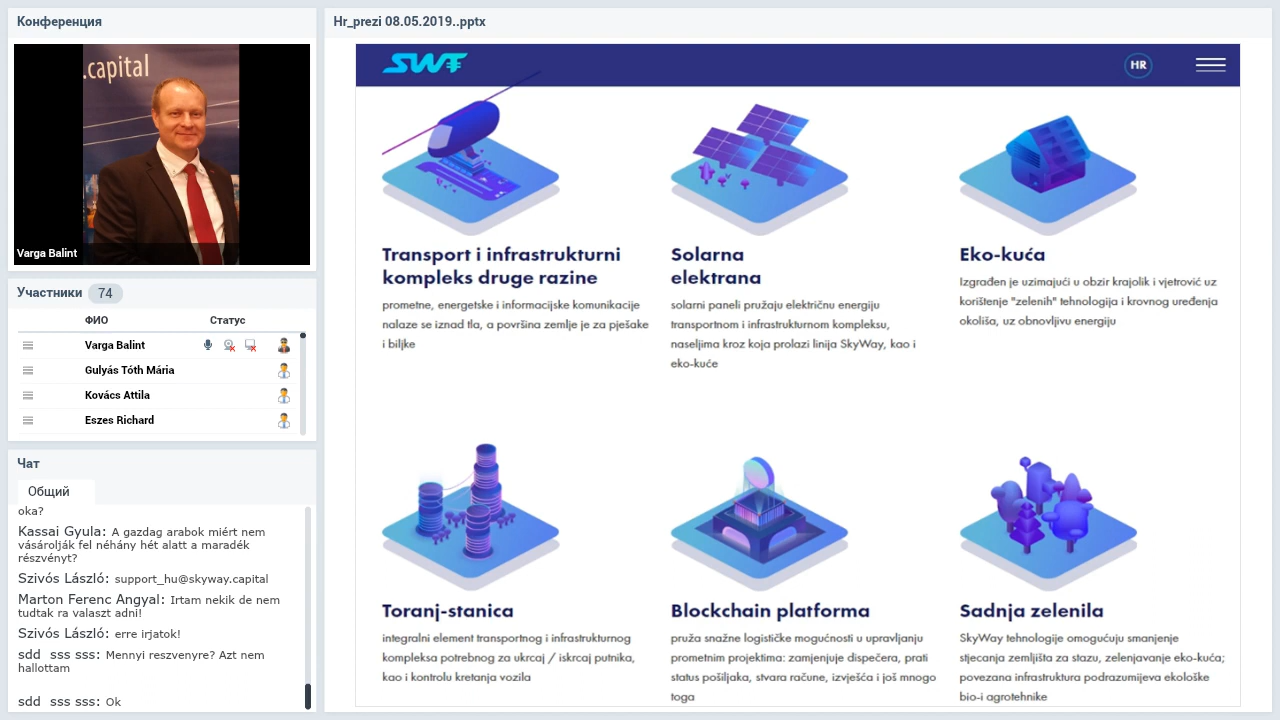 Конференция
.capital
Varga Balint
Участники 74
ФИО Статус
Varga Balint
Gulyás Tóth Mária
Kovács Attila
Eszes Richard
Чат
Общий
oka?
Kassai Gyula: A gazdag arabok miért nem
vásárolják fel néhány hét alatt a maradék
részvényt?
Szivós László: support_hu@skyway.capital
Marton Ferenc Angyal: Irtam nekik de nem
tudtak ra valaszt adni!
Szivós László: erre irjatok!
sdd sss sss: Mennyi reszvenyre? Azt nem
hallottam
sdd sss sss: Ok
Hr_prezi 08.05.2019..pptx
SWT
HR
Transport i infrastrukturni
kompleks druge razine
prometne, energetske i informacijske komunikacije
nalaze se iznad tla, a površina zemlje je za pješake
i biljke
Solarna
elektrana
solarni paneli pružaju električnu energiju
transportnom i infrastrukturnom kompleksu,
naseljima kroz koja prolazi linija SkyWay, kao i
eko-kuće
Eko-kuća
Izgrađen je uzimajući u obzir krajolik i vjetrović uz
korištenje "zelenih" tehnologija i krovnog uređenja
okoliša, uz obnovljivu energiju
Toranj-stanica
integralni element transportnog i infrastrukturnog
kompleksa potrebnog za ukrcaj / iskrcaj putnika,
kao i kontrolu kretanja vozila
Blockchain platforma
pruža snažne logističke mogućnosti u upravljanju
prometnim projektima: zamjenjuje dispečera, prati
status pošiljaka, stvara račune, izvješća i još mnogo
toga
Sadnja zelenila
SkyWay tehnologije omogućuju smanjenje
stjecanja zemljišta za stazu, zelenjavanje eko-kuća;
povezana infrastruktura podrazumijeva ekološke
bio-i agrotehnike